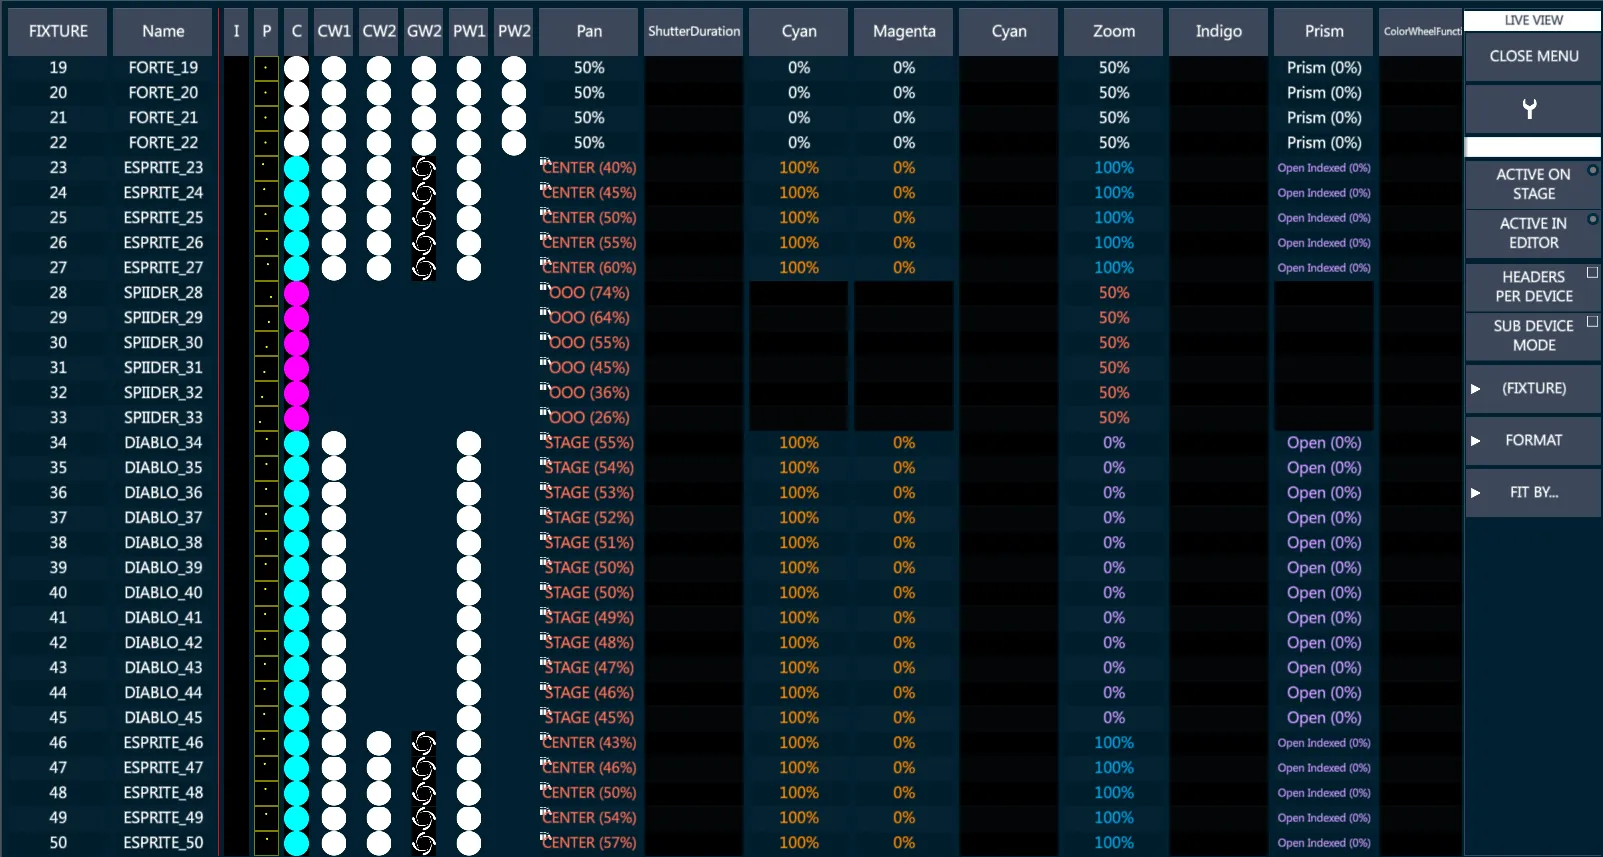 FIXTURE Name I P C CW1 CW2 GW2 PW1 PW2 Pan ShutterDuration Cyan Magenta Cyan Zoom Indigo Prism ColorWheelFuncti
19 FORTE_19 50% 0% 0% 50% Prism (0%)
20 FORTE_20 50% 0% 0% 50% Prism (0%)
21 FORTE_21 50% 0% 0% 50% Prism (0%)
22 FORTE_22 50% 0% 0% 50% Prism (0%)
23 ESPRITE_23 CENTER (40%) 100% 0% 100% Open Indexed (0%)
24 ESPRITE_24 CENTER (45%) 100% 0% 100% Open Indexed (0%)
25 ESPRITE_25 CENTER (50%) 100% 0% 100% Open Indexed (0%)
26 ESPRITE_26 CENTER (55%) 100% 0% 100% Open Indexed (0%)
27 ESPRITE_27 CENTER (60%) 100% 0% 100% Open Indexed (0%)
28 SPIIDER_28 OOO (74%) 50%
29 SPIIDER_29 OOO (64%) 50%
30 SPIIDER_30 OOO (55%) 50%
31 SPIIDER_31 OOO (45%) 50%
32 SPIIDER_32 OOO (36%) 50%
33 SPIIDER_33 OOO (26%) 50%
34 DIABLO_34 STAGE (55%) 100% 0% 0% Open (0%)
35 DIABLO_35 STAGE (54%) 100% 0% 0% Open (0%)
36 DIABLO_36 STAGE (53%) 100% 0% 0% Open (0%)
37 DIABLO_37 STAGE (52%) 100% 0% 0% Open (0%)
38 DIABLO_38 STAGE (51%) 100% 0% 0% Open (0%)
39 DIABLO_39 STAGE (50%) 100% 0% 0% Open (0%)
40 DIABLO_40 STAGE (50%) 100% 0% 0% Open (0%)
41 DIABLO_41 STAGE (49%) 100% 0% 0% Open (0%)
42 DIABLO_42 STAGE (48%) 100% 0% 0% Open (0%)
43 DIABLO_43 STAGE (47%) 100% 0% 0% Open (0%)
44 DIABLO_44 STAGE (46%) 100% 0% 0% Open (0%)
45 DIABLO_45 STAGE (45%) 100% 0% 0% Open (0%)
46 ESPRITE_46 CENTER (43%) 100% 0% 100% Open Indexed (0%)
47 ESPRITE_47 CENTER (46%) 100% 0% 100% Open Indexed (0%)
48 ESPRITE_48 CENTER (50%) 100% 0% 100% Open Indexed (0%)
49 ESPRITE_49 CENTER (54%) 100% 0% 100% Open Indexed (0%)
50 ESPRITE_50 CENTER (57%) 100% 0% 100% Open Indexed (0%)
LIVE VIEW
CLOSE MENU
ACTIVE ON
STAGE
ACTIVE IN
EDITOR
HEADERS
PER DEVICE
SUB DEVICE
MODE
(FIXTURE)
FORMAT
FIT BY...